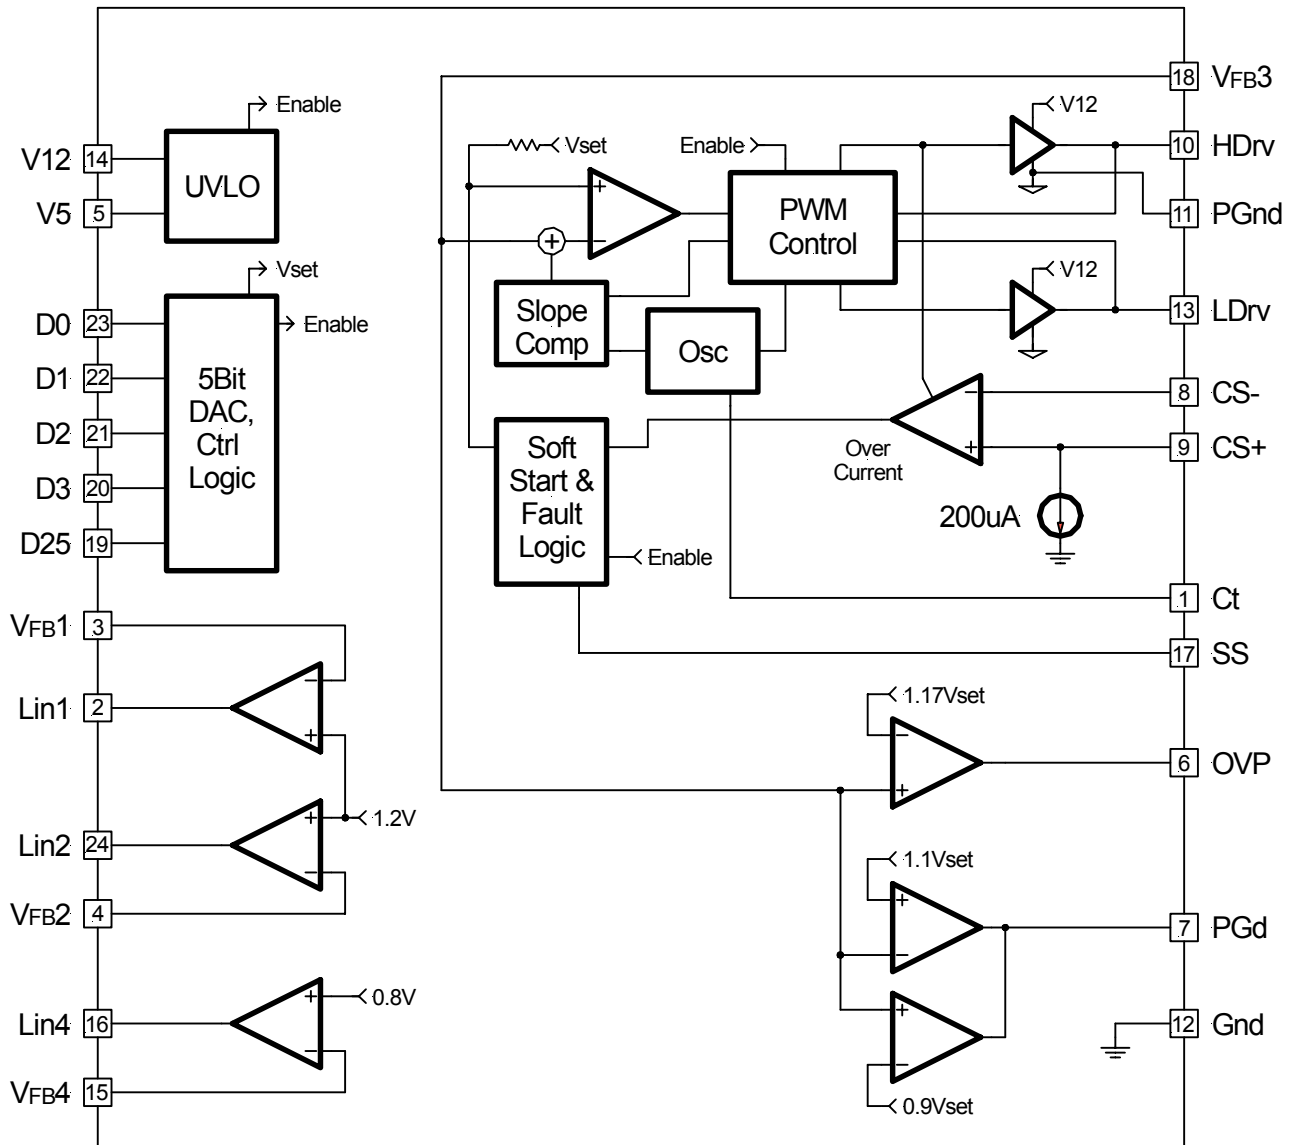 18 VFB3
Enable
V12
V12 14
UVLO
Vset
Enable
+
PWM
Control
10 HDrv
V5 5
11 PGnd
+
−
Vset
Enable
V12
D0 23
5Bit
DAC,
Ctrl
Logic
Slope
Comp
Osc
13 LDrv
D1 22
−
8 CS-
D2 21
Soft
Start &
Fault
Logic
Over
Current
+
9 CS+
D3 20
200uA
D25 19
Enable
1 Ct
VFB1 3
17 SS
−
1.17Vset
Lin1 2
+
−
6 OVP
+
+
1.2V
Lin2 24
1.1Vset
−
+
VFB2 4
7 PGd
−
+
0.8V
+
Lin4 16
12 Gnd
−
−
VFB4 15
0.9Vset